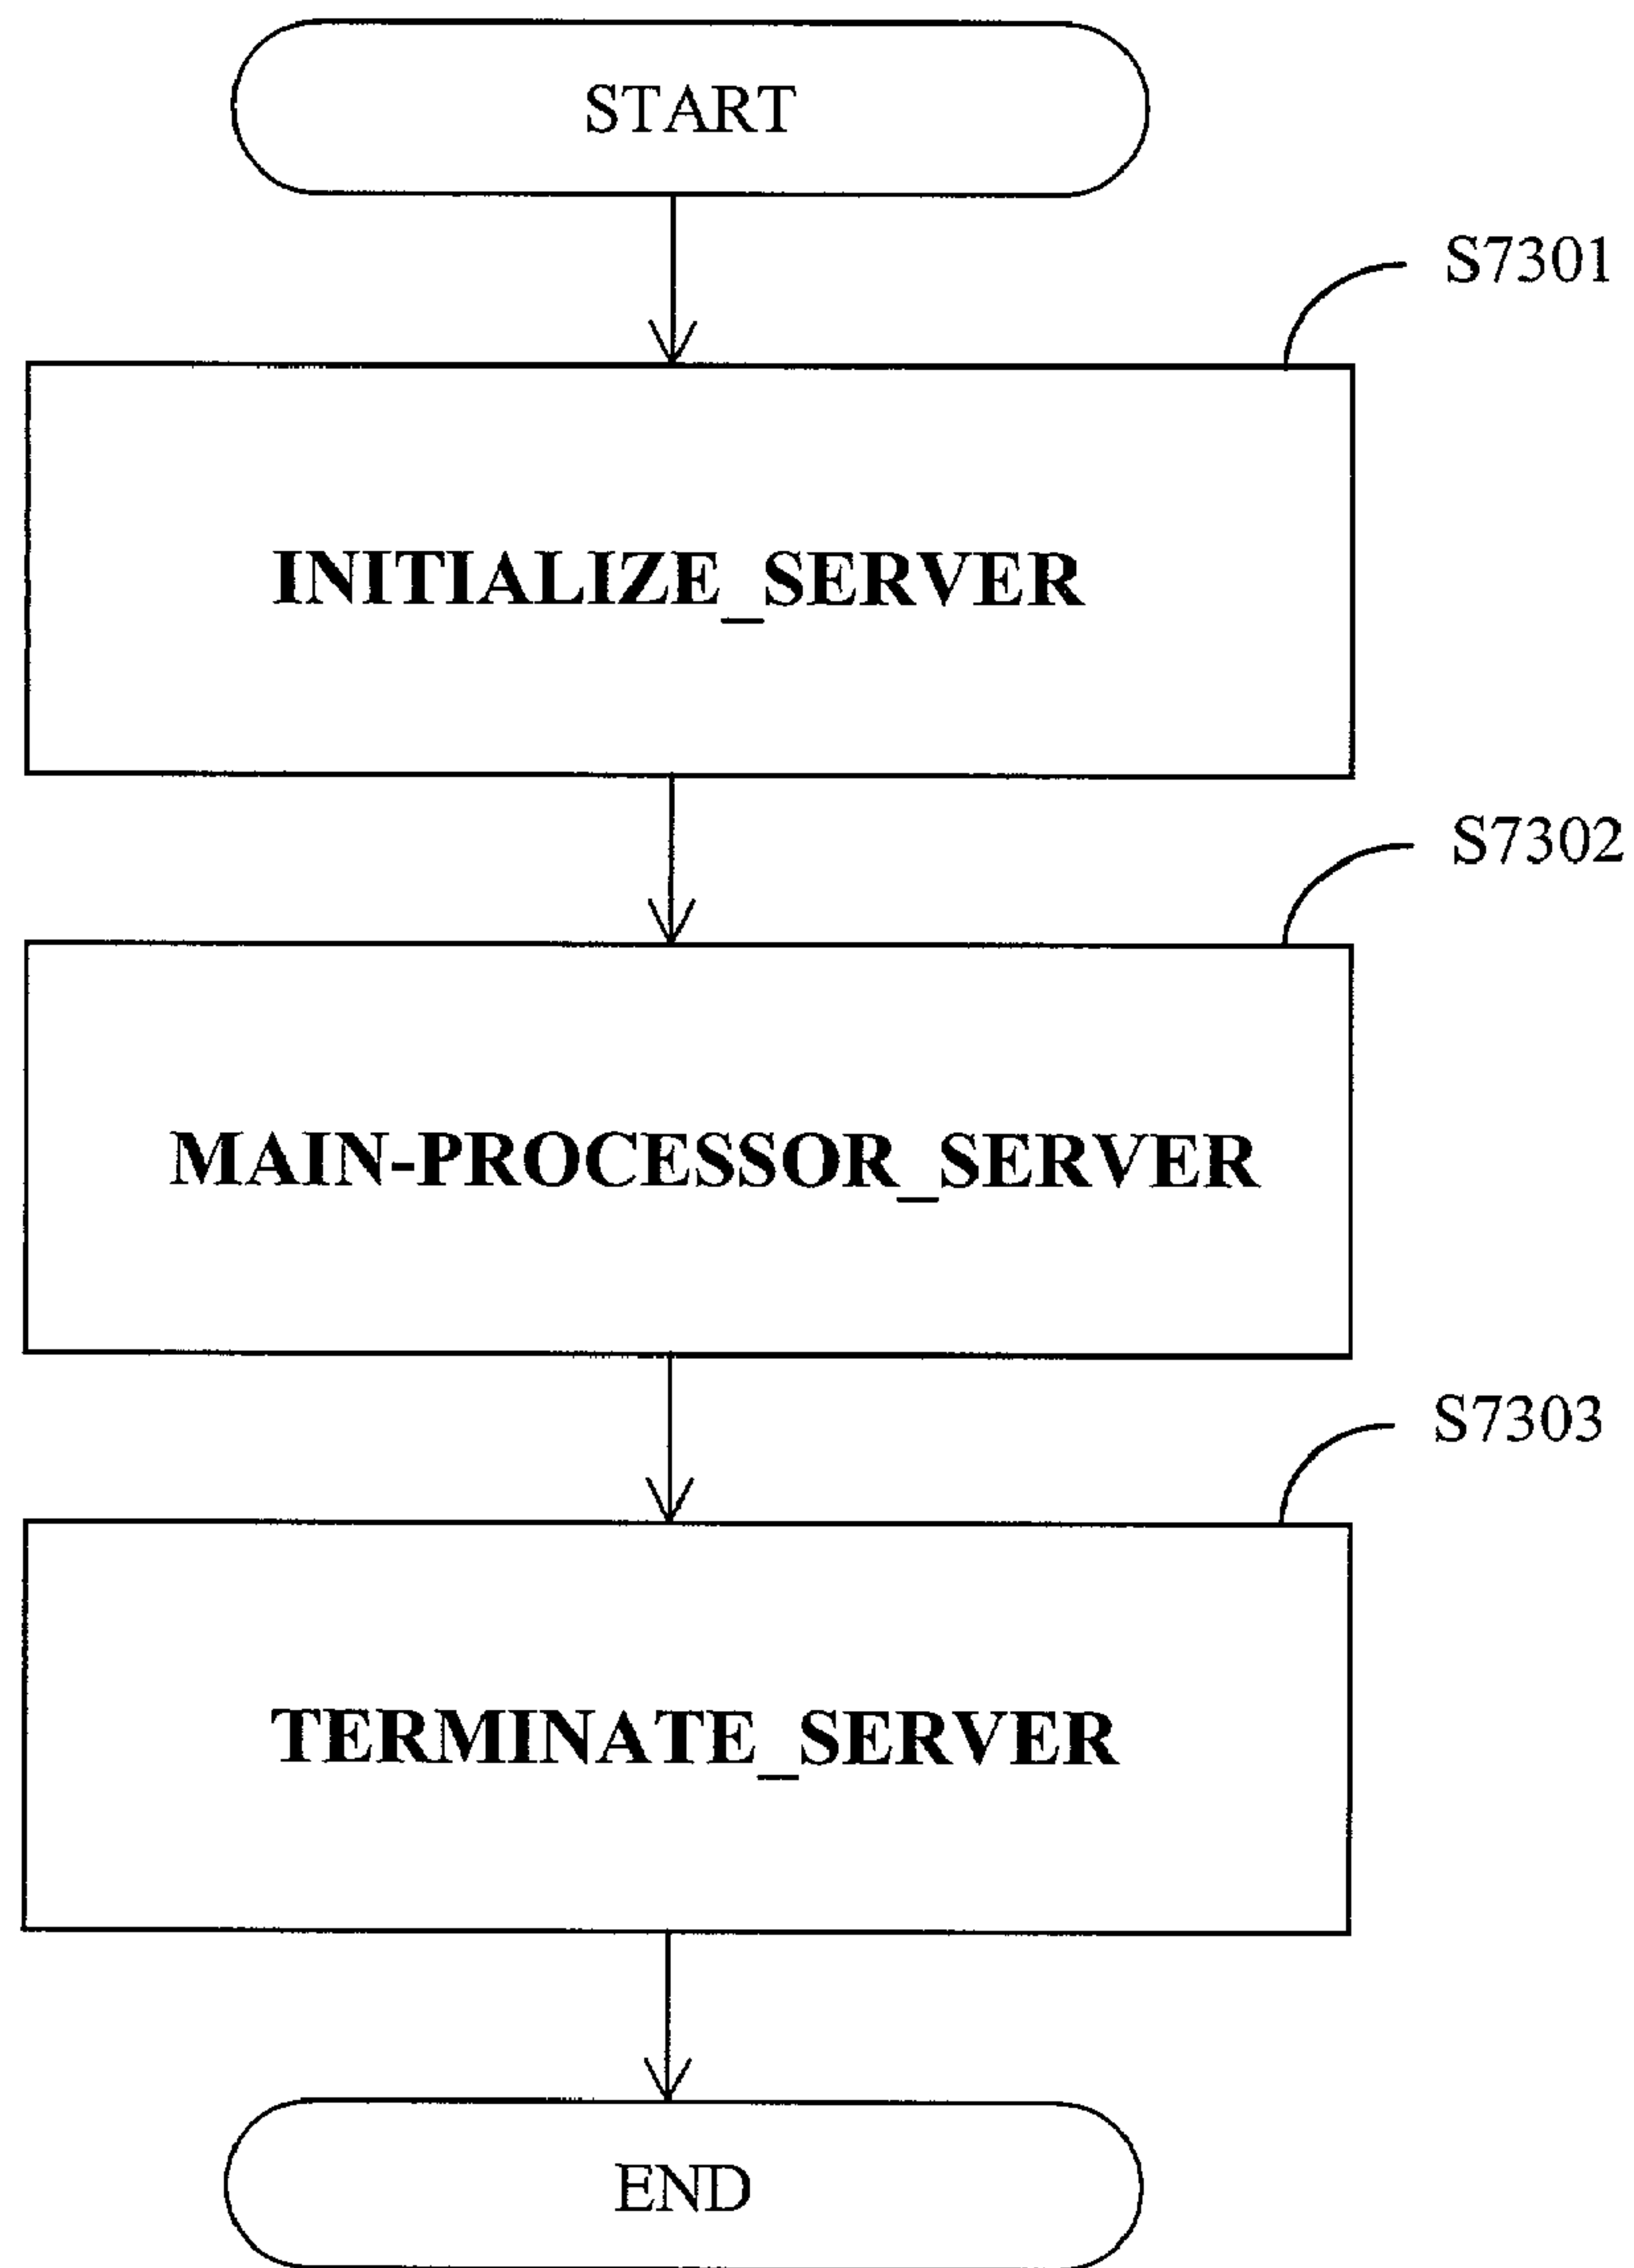 START
S7301
INITIALIZE_SERVER
S7302
MAIN-PROCESSOR_SERVER
S7303
TERMINATE_SERVER
END